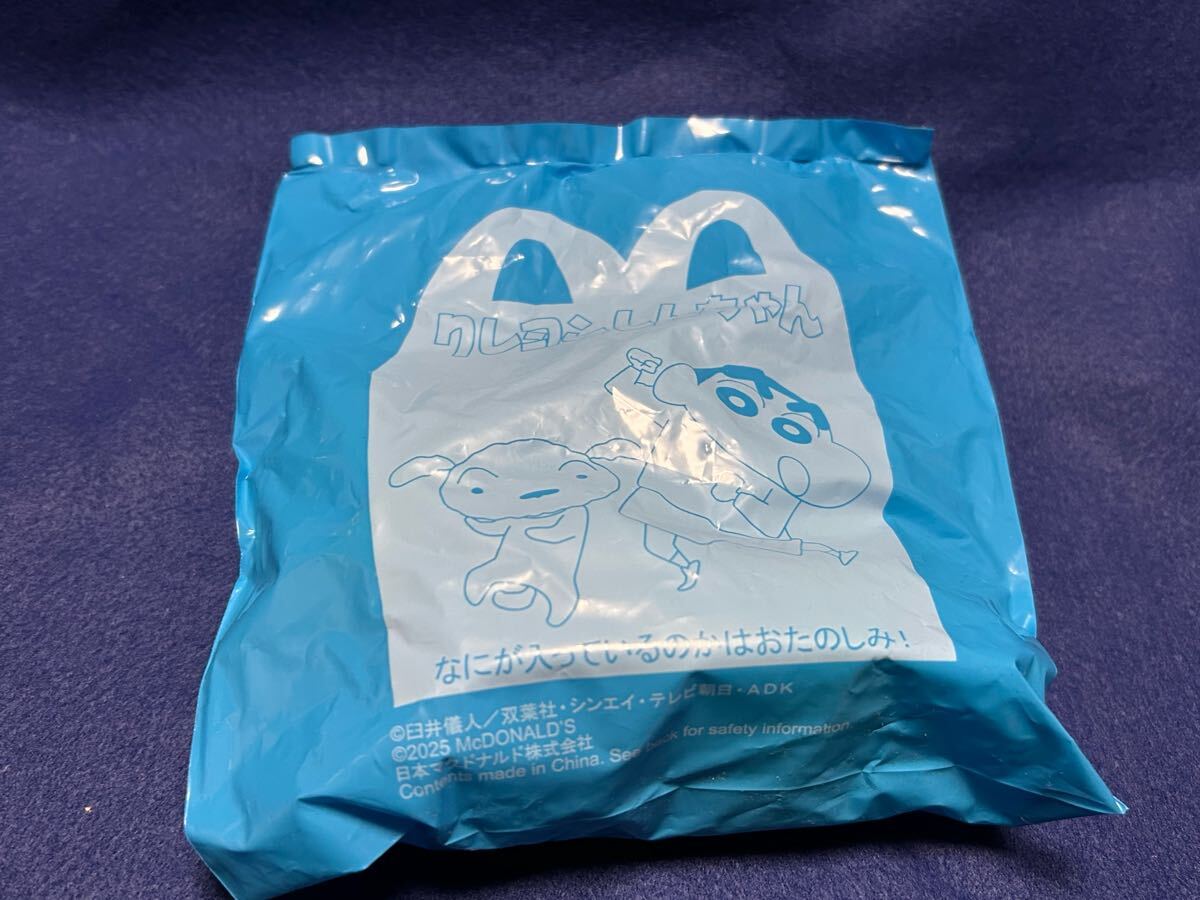 クレヨンしんちゃん
なにが入っているのかはおたのしみ!
©臼井儀人／双葉社・シンエイ・テレビ朝日・ADK
©2025 McDONALD'S
日本マクドナルド株式会社
Contents made in China. See back for safety information.